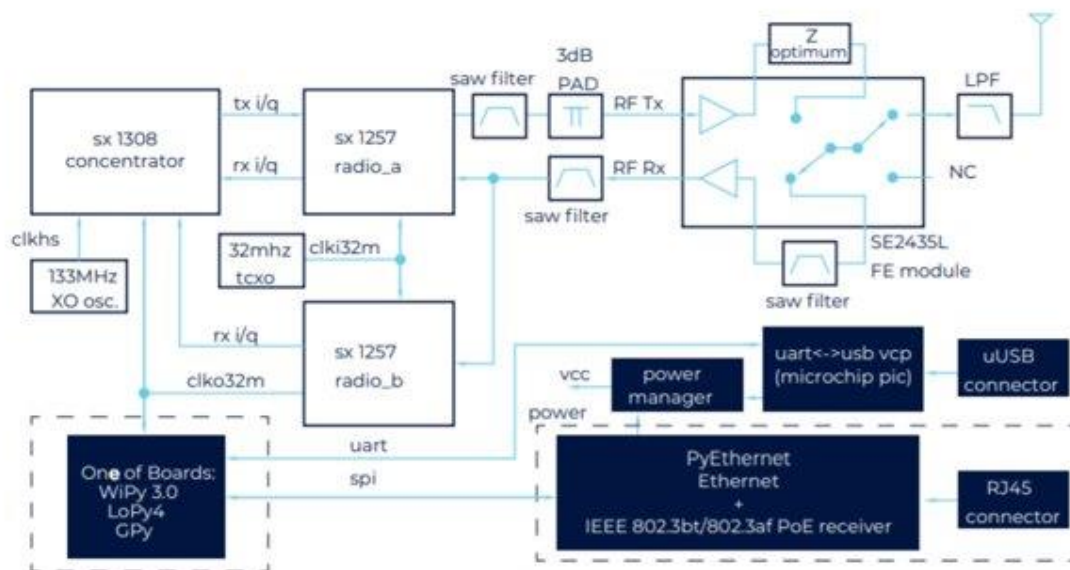 Z
optimum
3dB
PAD
saw filter
LPF
tx i/q
RF Tx
sx 1308
concentrator
sx 1257
radio_a
rx i/q
RF Rx
NC
saw filter
clkhs
32mhz
tcxo
clki32m
SE2435L
FE module
133MHz
XO osc.
saw filter
rx i/q
sx 1257
radio_b
uart<->usb vcp
(microchip pic)
uUSB
connector
clko32m
vcc
power
manager
power
uart
One of Boards:
WiPy 3.0
LoPy4
GPy
spi
PyEthernet
Ethernet
+
IEEE 802.3bt/802.3af PoE receiver
RJ45
connector